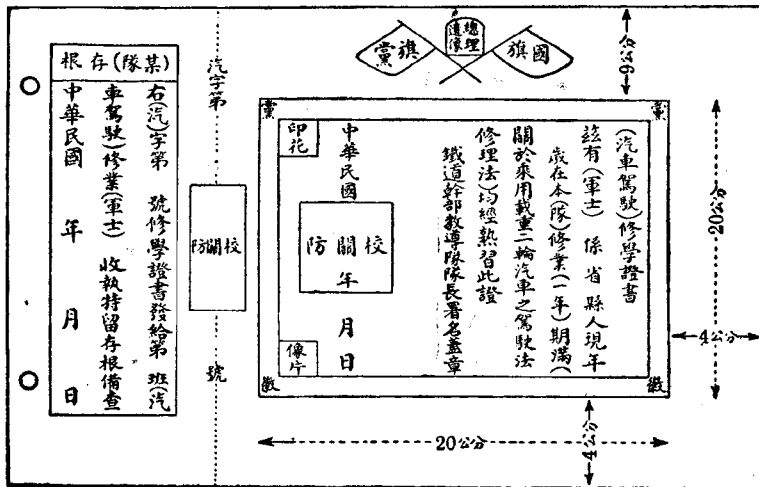 黨旗
總理遺像
國旗
6公分
黨
黨
徽
徽
(汽車駕駛)修學證書
茲有(軍士) 係 省 縣人現年
歲在本(隊)修業(一年)期滿(
關於乘用載重二輪汽車之駕駛法
修理法)均經熟習此證
鐵道幹部教導隊隊長署名蓋章
中華民國 年 月 日
校關防
印花
像片
20公分
4公分
20公分
4公分
汽字第
校關防
號
(某隊)存根
右(汽)字第 號修學證書發給第 班(汽
車駕駛)修業(軍士) 收執特留存根備查
中華民國 年 月 日